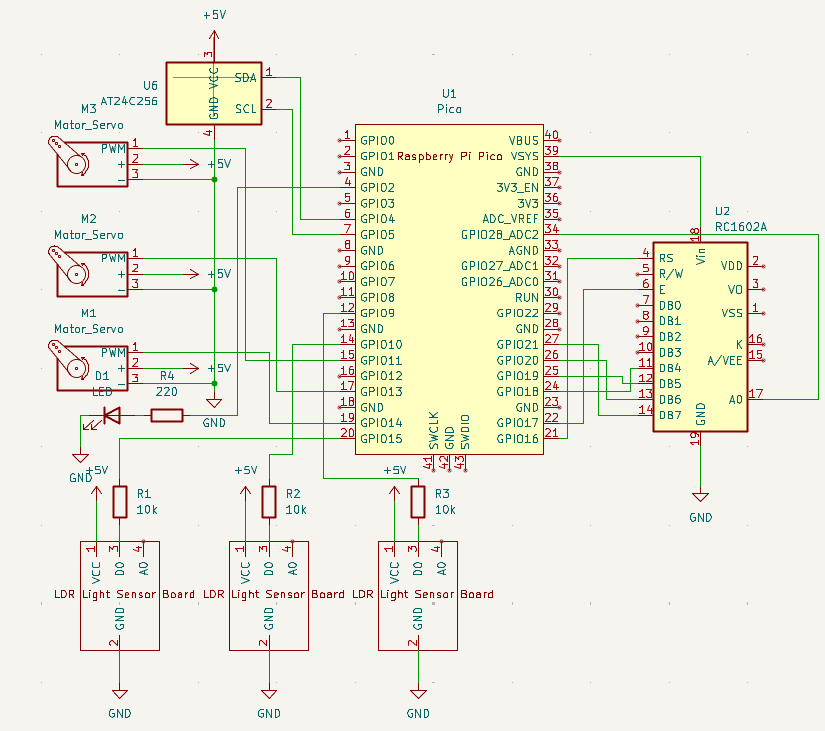 +5V
3
U6
AT24C256
GND VCC
SDA 1
SCL 2
4
M3
Motor_Servo
PWM 1
+ 2
- 3
+5V
M2
Motor_Servo
PWM 1
+ 2
- 3
+5V
M1
Motor_Servo
PWM 1
+ 2
- 3
+5V
D1
LED
R4
220
GND
GND
U1
Pico
Raspberry Pi Pico
1 GPIO0
2 GPIO1
3 GND
4 GPIO2
5 GPIO3
6 GPIO4
7 GPIO5
8 GND
9 GPIO6
10 GPIO7
11 GPIO8
12 GPIO9
13 GND
14 GPIO10
15 GPIO11
16 GPIO12
17 GPIO13
18 GND
19 GPIO14
20 GPIO15
VBUS 40
VSYS 39
GND 38
3V3_EN 37
3V3 36
ADC_VREF 35
GPIO28_ADC2 34
AGND 33
GPIO27_ADC1 32
GPIO26_ADC0 31
RUN 30
GPIO22 29
GND 28
GPIO21 27
GPIO20 26
GPIO19 25
GPIO18 24
GND 23
GPIO17 22
GPIO16 21
SWCLK 41
GND 42
SWDIO 43
U2
RC1602A
18
Vin
4 RS
5 R/W
6 E
7 DB0
8 DB1
9 DB2
10 DB3
11 DB4
12 DB5
13 DB6
14 DB7
VDD 2
VO 3
VSS 1
K 16
A/VEE 15
A0 17
GND
19
GND
+5V
R1
10k
1 VCC
3 DO
4 AO
LDR Light Sensor Board
GND
2
GND
+5V
R2
10k
1 VCC
3 DO
4 AO
LDR Light Sensor Board
GND
2
GND
+5V
R3
10k
1 VCC
3 DO
4 AO
LDR Light Sensor Board
GND
2
GND